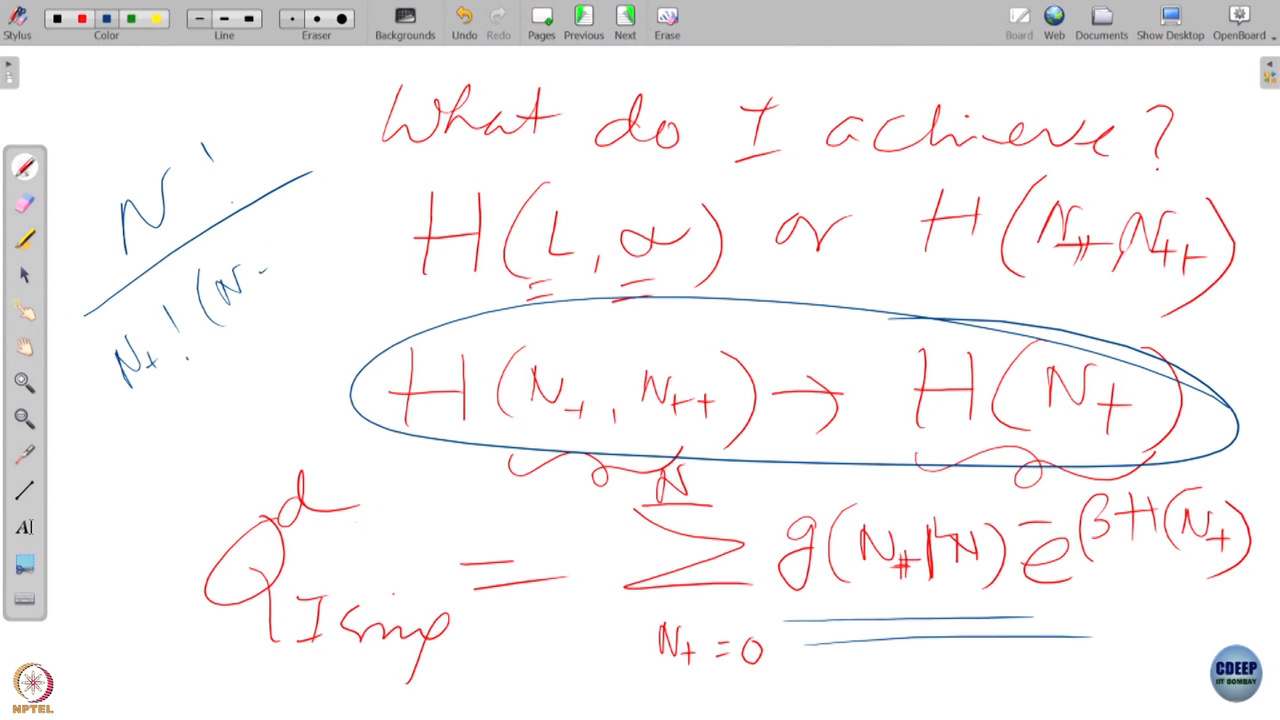 Stylus Color Line Eraser Backgrounds Undo Redo Pages Previous Next Erase Board Web Documents Show Desktop OpenBoard
What do I achieve?
H(L, α) or H(N+, N++)
H(N+, N++) → H(N+)
N!
N+!(N-
Q^d Ising = Σ N N+ = 0 g(N+, N) e^-βH(N+)
NPTEL
CDEEP
IIT BOMBAY